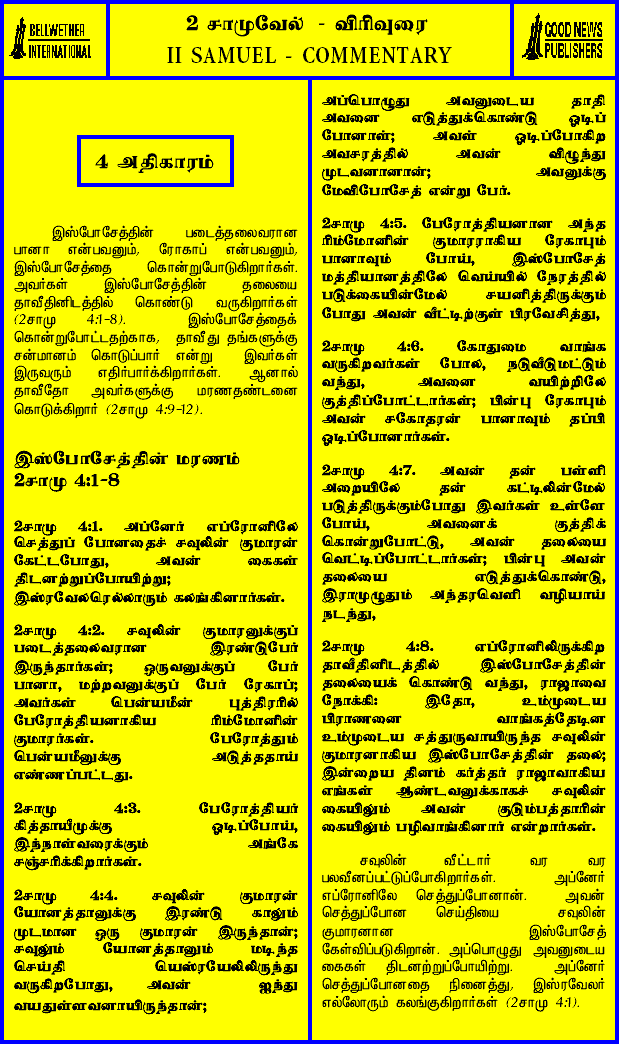 BELLWETHER
INTERNATIONAL
2 சாமுவேல் - விரிவுரை
II SAMUEL - COMMENTARY
GOOD NEWS
PUBLISHERS
4 அதிகாரம்
இஸ்போசேத்தின் படைத்தலைவரான
பானா என்பவனும், ரோகாப் என்பவனும்,
இஸ்போசேத்தை கொன்றுபோடுகிறார்கள்.
அவர்கள் இஸ்போசேத்தின் தலையை
தாவீதினிடத்தில் கொண்டு வருகிறார்கள்
(2சாமு 4:1-8). இஸ்போசேத்தைக்
கொன்றுபோட்டதற்காக, தாவீது தங்களுக்கு
சன்மானம் கொடுப்பார் என்று இவர்கள்
இருவரும் எதிர்பார்க்கிறார்கள். ஆனால்
தாவீதோ அவர்களுக்கு மரணதண்டனை
கொடுக்கிறார் (2சாமு 4:9-12).
இஸ்போசேத்தின் மரணம்
2சாமு 4:1-8
2சாமு 4:1. அப்னேர் எப்ரோனிலே
செத்துப் போனதைச் சவுலின் குமாரன்
கேட்டபோது, அவன் கைகள்
திடனற்றுப்போயிற்று;
இஸ்ரவேலரெல்லாரும் கலங்கினார்கள்.
2சாமு 4:2. சவுலின் குமாரனுக்குப்
படைத்தலைவரான இரண்டுபேர்
இருந்தார்கள்; ஒருவனுக்குப் பேர்
பானா, மற்றவனுக்குப் பேர் ரேகாப்;
அவர்கள் பென்யமீன் புத்திரரில்
பேரோத்தியனாகிய ரிம்மோனின்
குமாரர்கள். பேரோத்தும்
பென்யமீனுக்கு அடுத்ததாய்
எண்ணப்பட்டது.
2சாமு 4:3. பேரோத்தியர்
கித்தாயீமுக்கு ஓடிப்போய்,
இந்நாள்வரைக்கும் அங்கே
சஞ்சரிக்கிறார்கள்.
2சாமு 4:4. சவுலின் குமாரன்
யோனத்தானுக்கு இரண்டு காலும்
முடமான ஒரு குமாரன் இருந்தான்;
சவுலும் யோனத்தானும் மடிந்த
செய்தி யெஸ்ரயேலிலிருந்து
வருகிறபோது, அவன் ஐந்து
வயதுள்ளவனாயிருந்தான்;
அப்பொழுது அவனுடைய தாதி
அவனை எடுத்துக்கொண்டு ஓடிப்
போனாள்; அவள் ஓடிப்போகிற
அவசரத்தில் அவன் விழுந்து
முடவனானான்; அவனுக்கு
மேவிபோசேத் என்று பேர்.
2சாமு 4:5. பேரோத்தியனான அந்த
ரிம்மோனின் குமாரராகிய ரேகாபும்
பானாவும் போய், இஸ்போசேத்
மத்தியானத்திலே வெய்யில் நேரத்தில்
படுக்கையின்மேல் சயனித்திருக்கும்
போது அவன் வீட்டிற்குள் பிரவேசித்து,
2சாமு 4:6. கோதுமை வாங்க
வருகிறவர்கள் போல, நடுவீடுமட்டும்
வந்து, அவனை வயிற்றிலே
குத்திப்போட்டார்கள்; பின்பு ரேகாபும்
அவன் சகோதரன் பானாவும் தப்பி
ஓடிப்போனார்கள்.
2சாமு 4:7. அவன் தன் பள்ளி
அறையிலே தன் கட்டிலின்மேல்
படுத்திருக்கும்போது இவர்கள் உள்ளே
போய், அவனைக் குத்திக்
கொன்றுபோட்டு, அவன் தலையை
வெட்டிப்போட்டார்கள்; பின்பு அவன்
தலையை எடுத்துக்கொண்டு,
இராமுழுதும் அந்தரவெளி வழியாய்
நடந்து,
2சாமு 4:8. எப்ரோனிலிருக்கிற
தாவீதினிடத்தில் இஸ்போசேத்தின்
தலையைக் கொண்டு வந்து, ராஜாவை
நோக்கி: இதோ, உம்முடைய
பிராணனை வாங்கத்தேடின
உம்முடைய சத்துருவாயிருந்த சவுலின்
குமாரனாகிய இஸ்போசேத்தின் தலை;
இன்றைய தினம் கர்த்தர் ராஜாவாகிய
எங்கள் ஆண்டவனுக்காகச் சவுலின்
கையிலும் அவன் குடும்பத்தாரின்
கையிலும் பழிவாங்கினார் என்றார்கள்.
சவுலின் வீட்டார் வர வர
பலவீனப்பட்டுப்போகிறார்கள். அப்னேர்
எப்ரோனிலே செத்துப்போனான். அவன்
செத்துப்போன செய்தியை சவுலின்
குமாரனான இஸ்போசேத்
கேள்விப்படுகிறான். அப்பொழுது அவனுடைய
கைகள் திடனற்றுப்போயிற்று. அப்னேர்
செத்துப்போனதை நினைத்து, இஸ்ரவேலர்
எல்லோரும் கலங்குகிறார்கள் (2சாமு 4:1).